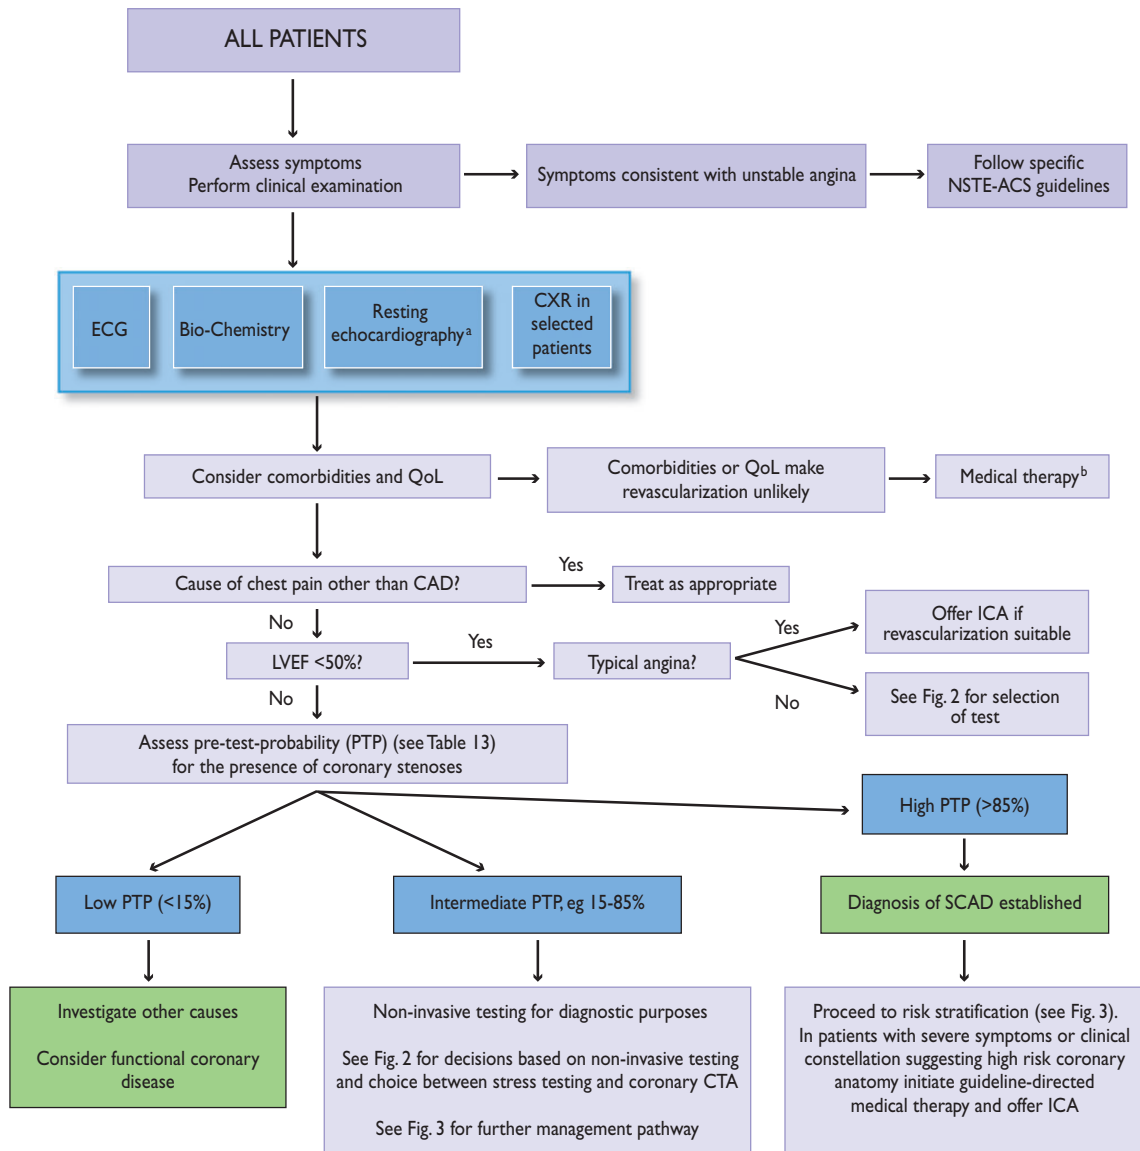 ALL PATIENTS
Assess symptoms
Perform clinical examination
Symptoms consistent with unstable angina
Follow specific
NSTE-ACS guidelines
ECG
Bio-Chemistry
Resting
echocardiographyᵃ
CXR in
selected
patients
Consider comorbidities and QoL
Comorbidities or QoL make
revascularization unlikely
Medical therapyᵇ
Cause of chest pain other than CAD?
Yes
Treat as appropriate
No
LVEF <50%?
Yes
Typical angina?
Yes
Offer ICA if
revascularization suitable
No
See Fig. 2 for selection
of test
No
Assess pre-test-probability (PTP) (see Table 13)
for the presence of coronary stenoses
High PTP (>85%)
Low PTP (<15%)
Intermediate PTP, eg 15-85%
Diagnosis of SCAD established
Investigate other causes
Consider functional coronary
disease
Non-invasive testing for diagnostic purposes
See Fig. 2 for decisions based on non-invasive testing
and choice between stress testing and coronary CTA
See Fig. 3 for further management pathway
Proceed to risk stratification (see Fig. 3).
In patients with severe symptoms or clinical
constellation suggesting high risk coronary
anatomy initiate guideline-directed
medical therapy and offer ICA